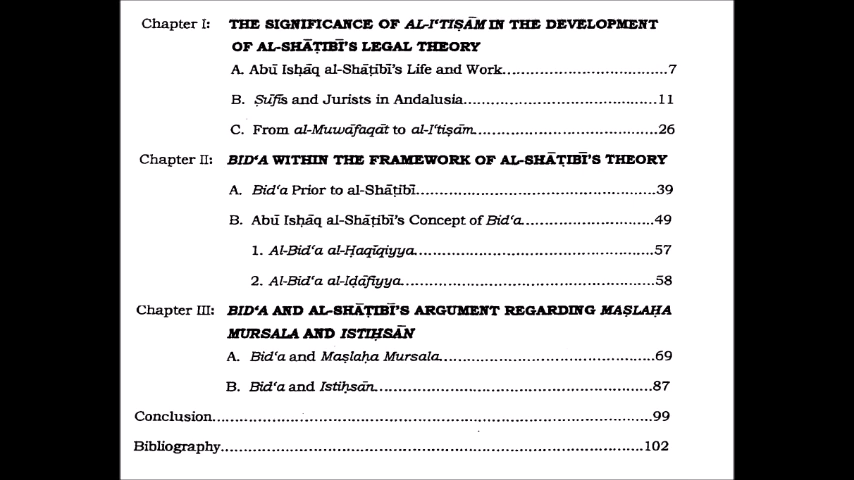 Chapter I: THE SIGNIFICANCE OF AL-I‘TIṢĀM IN THE DEVELOPMENT
OF AL-SHĀṬIBĪ'S LEGAL THEORY
A. Abū Isḥāq al-Shāṭibī's Life and Work...................................7
B. Ṣūfīs and Jurists in Andalusia.........................................11
C. From al-Muwāfaqāt to al-I‘tiṣām.......................................26
Chapter II: BID‘A WITHIN THE FRAMEWORK OF AL-SHĀṬIBĪ'S THEORY
A. Bid‘a Prior to al-Shāṭibī..................................................39
B. Abū Isḥāq al-Shāṭibī's Concept of Bid‘a...........................49
1. Al-Bid‘a al-Ḥaqīqiyya..................................................57
2. Al-Bid‘a al-Iḍāfiyya.....................................................58
Chapter III: BID‘A AND AL-SHĀṬIBĪ'S ARGUMENT REGARDING MAṢLAḤA
MURSALA AND ISTIḤSĀN
A. Bid‘a and Maṣlaḥa Mursala.............................................69
B. Bid‘a and Istiḥsān..........................................................87
Conclusion............................................................................................99
Bibliography.........................................................................................102